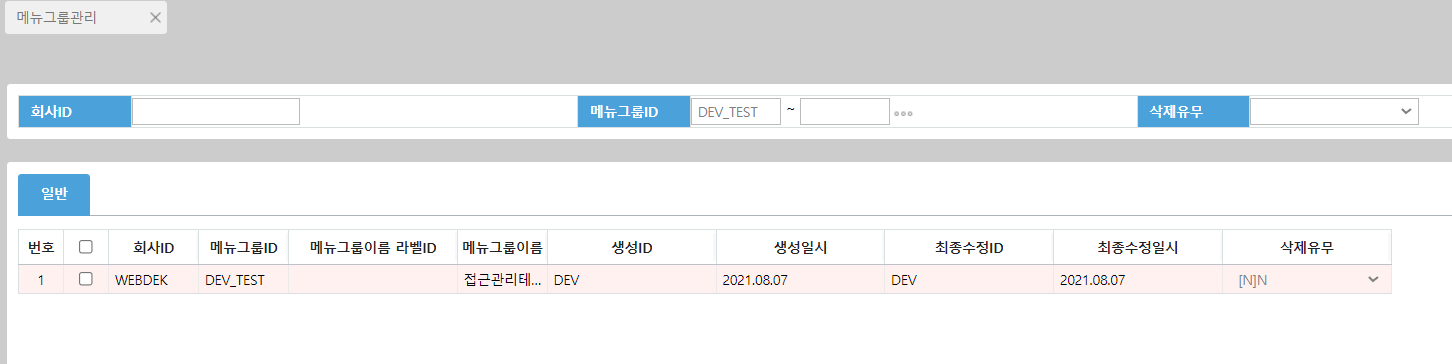 메뉴그룹관리
회사ID 메뉴그룹ID DEV_TEST ~ 삭제유무
일반
번호 회사ID 메뉴그룹ID 메뉴그룹이름 라벨ID 메뉴그룹이름 생성ID 생성일시 최종수정ID 최종수정일시 삭제유무
1 WEBDEK DEV_TEST 접근관리테... DEV 2021.08.07 DEV 2021.08.07 [N]N